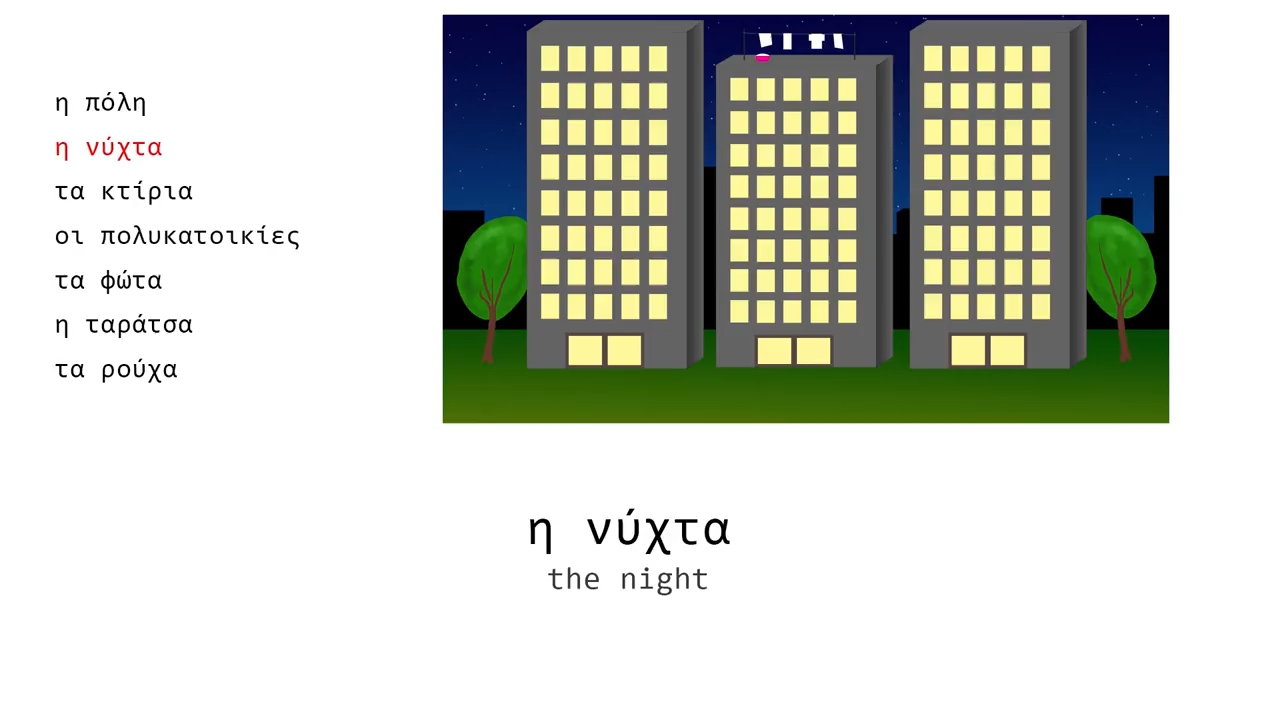 η πόλη
η νύχτα
τα κτίρια
οι πολυκατοικίες
τα φώτα
η ταράτσα
τα ρούχα
η νύχτα
the night